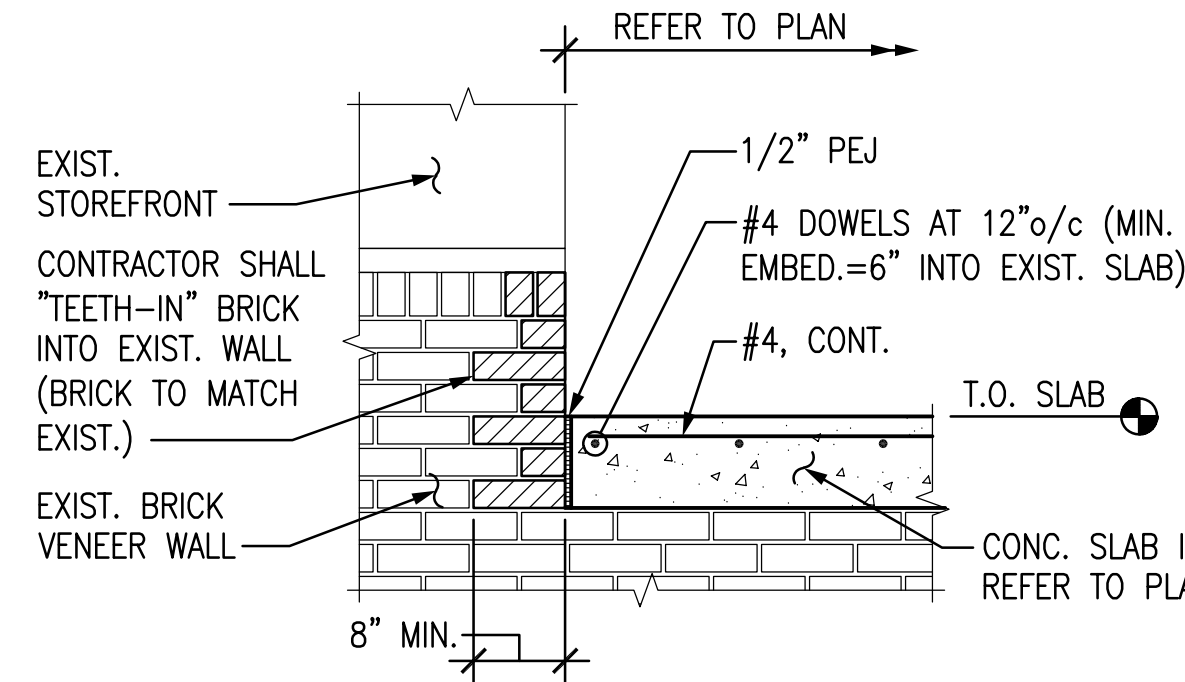 REFER TO PLAN
EXIST.
STOREFRONT
CONTRACTOR SHALL
"TEETH-IN" BRICK
INTO EXIST. WALL
(BRICK TO MATCH
EXIST.)
EXIST. BRICK
VENEER WALL
8" MIN.
1/2" PEJ
#4 DOWELS AT 12"o/c (MIN.
EMBED.=6" INTO EXIST. SLAB)
#4, CONT.
T.O. SLAB
CONC. SLAB
REFER TO